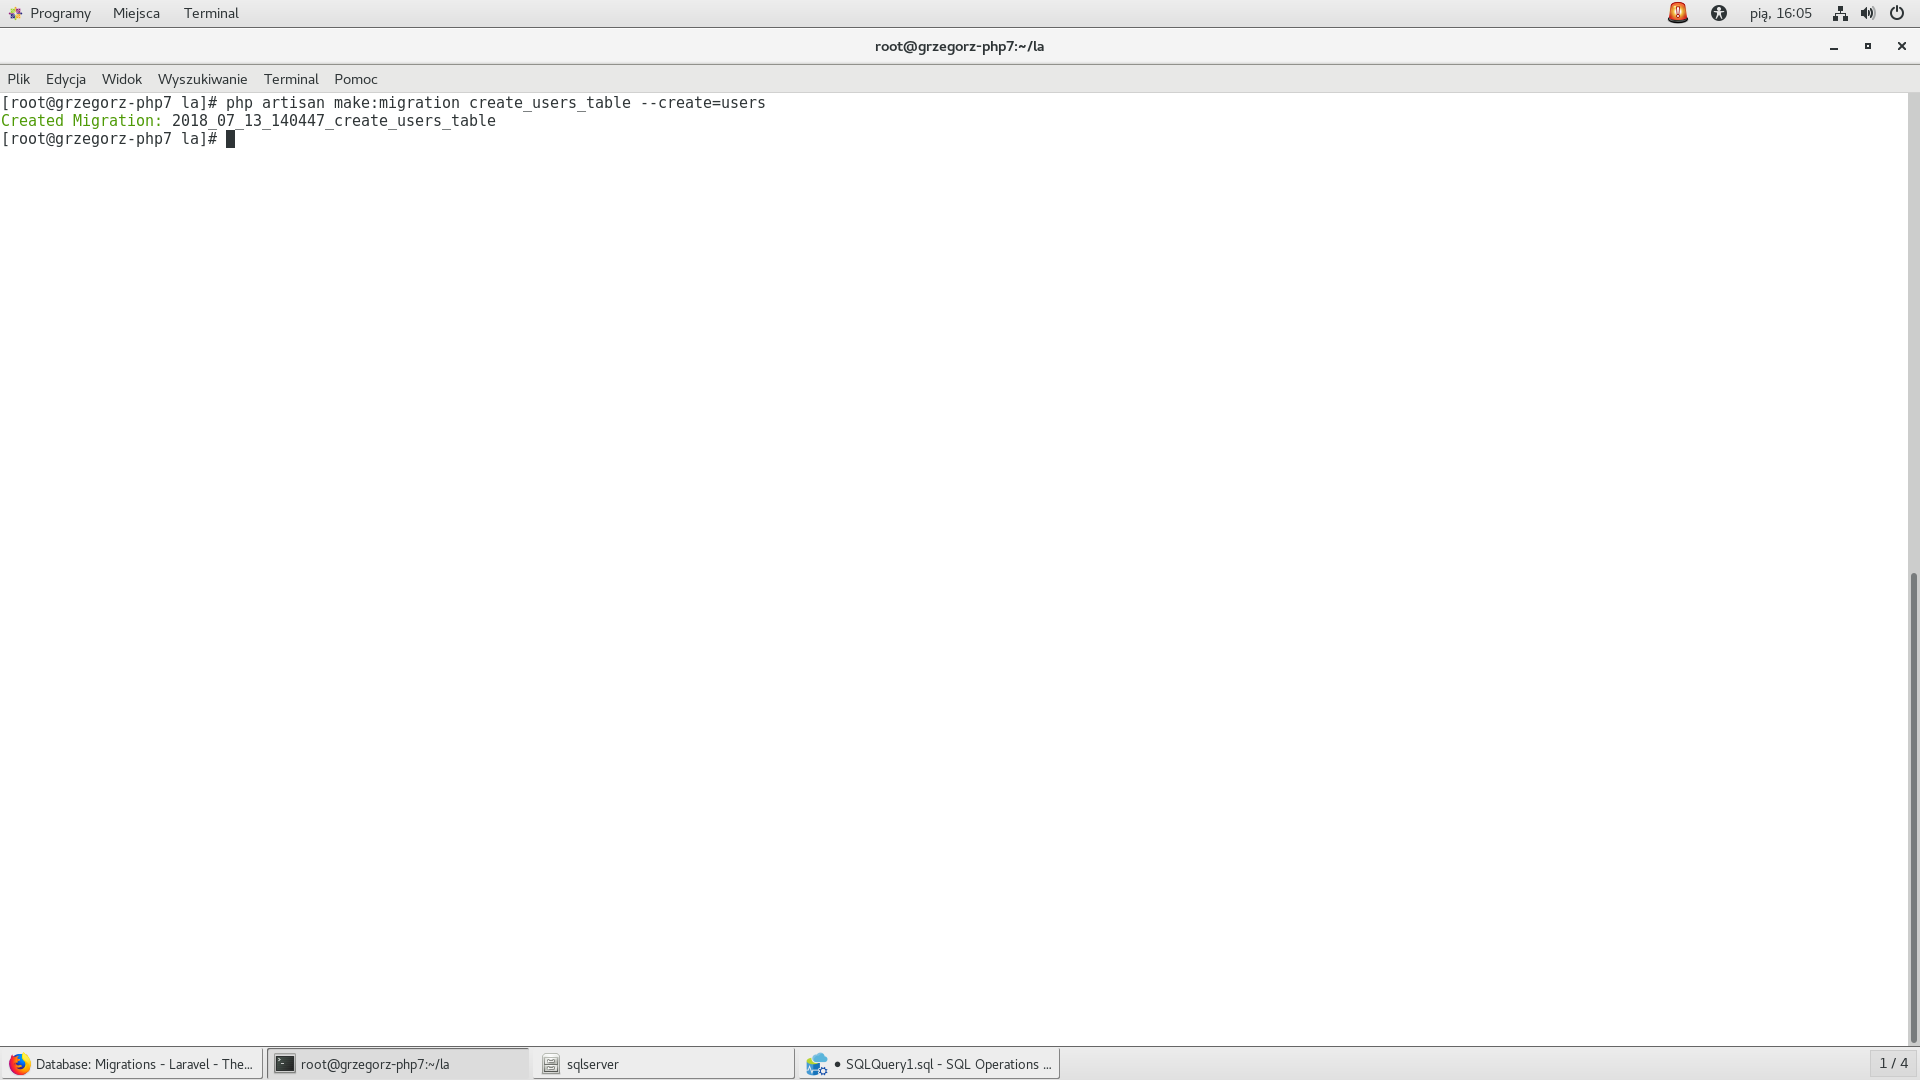 Programy Miejsca Terminal pią, 16:05
root@grzegorz-php7:~/la
Plik Edycja Widok Wyszukiwanie Terminal Pomoc
[root@grzegorz-php7 la]# php artisan make:migration create_users_table --create=users
Created Migration: 2018_07_13_140447_create_users_table
[root@grzegorz-php7 la]#
Database: Migrations - Laravel - The... root@grzegorz-php7:~/la sqlserver • SQLQuery1.sql - SQL Operations ... 1 / 4